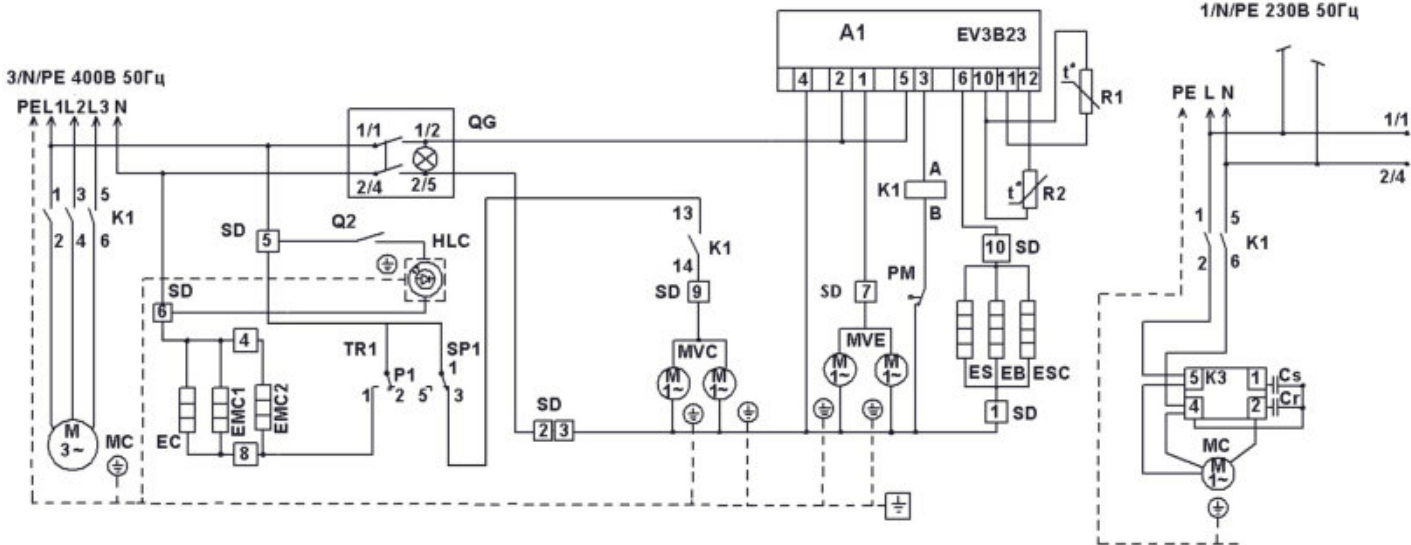 1/N/PE 230В 50Гц
A1 EV3B23
3/N/PE 400В 50Гц
4 2 1 5 3 6 10 11 12
t° R1
PE L1 L2 L3 N
PE L N
1/1 1/2 QG
1/1
2/4 2/5
2/4
A
K1
B
t° R2
1 3 5
K1
2 4 6
SD 5 Q2 HLC
13
K1
14
1 5
K1
2 6
10 SD
PM
SD
6
SD 9
SD 7
4
TR1 SP1
1
P1
1 2 5 3
MVC
M 1~ M 1~
MVE
M 1~ M 1~
ES EB ESC
5 K3 1 Cs
4 2 Cr
EC EMC1 EMC2
8
SD
2 3
1 SD
M 3~ MC
MC
M 1~